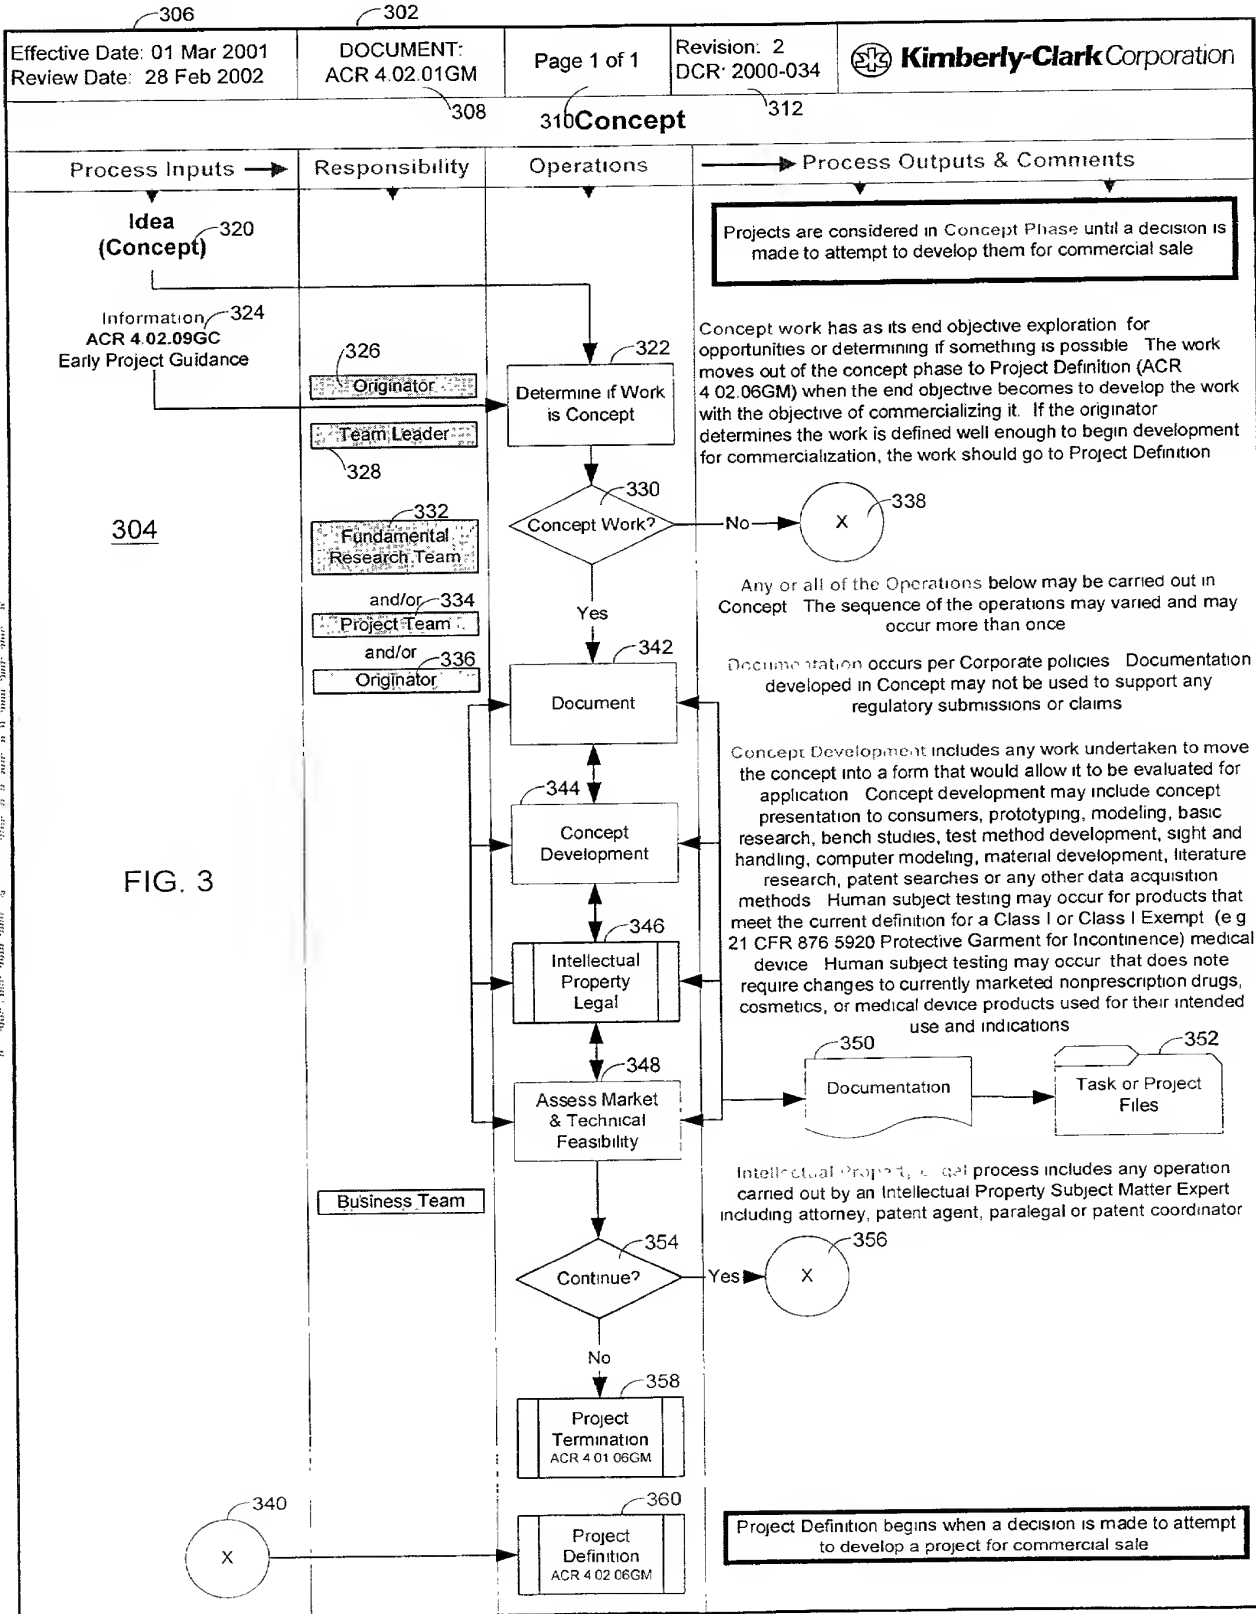 306
302
Effective Date: 01 Mar 2001
Review Date: 28 Feb 2002
DOCUMENT:
ACR 4.02.01GM
Page 1 of 1
Revision: 2
DCR: 2000-034
Kimberly-Clark Corporation
308
310
312
Concept
Process Inputs
Responsibility
Operations
Process Outputs & Comments
Idea
(Concept)
320
Projects are considered in Concept Phase until a decision is
made to attempt to develop them for commercial sale
Information
324
ACR 4.02.09GC
Early Project Guidance
326
Originator
Team Leader
328
322
Determine if Work
is Concept
Concept work has as its end objective exploration for
opportunities or determining if something is possible The work
moves out of the concept phase to Project Definition (ACR
4 02.06GM) when the end objective becomes to develop the work
with the objective of commercializing it. If the originator
determines the work is defined well enough to begin development
for commercialization, the work should go to Project Definition
304
332
Fundamental
Research Team
and/or
334
Project Team
and/or
336
Originator
330
Concept Work?
No
X
338
Yes
Any or all of the Operations below may be carried out in
Concept The sequence of the operations may varied and may
occur more than once
342
Document
Documentation occurs per Corporate policies Documentation
developed in Concept may not be used to support any
regulatory submissions or claims
344
Concept
Development
Concept Development includes any work undertaken to move
the concept into a form that would allow it to be evaluated for
application Concept development may include concept
presentation to consumers, prototyping, modeling, basic
research, bench studies, test method development, sight and
handling, computer modeling, material development, literature
research, patent searches or any other data acquisition
methods Human subject testing may occur for products that
meet the current definition for a Class I or Class I Exempt (e g
21 CFR 876 5920 Protective Garment for Incontinence) medical
device Human subject testing may occur that does note
require changes to currently marketed nonprescription drugs,
cosmetics, or medical device products used for their intended
use and indications
FIG. 3
346
Intellectual
Property
Legal
348
Assess Market
& Technical
Feasibility
350
Documentation
352
Task or Project
Files
Intellectual process includes any operation
carried out by an Intellectual Property Subject Matter Expert
including attorney, patent agent, paralegal or patent coordinator
Business Team
354
Continue?
Yes
X
356
No
358
Project
Termination
ACR 4 01 06GM
340
X
360
Project
Definition
ACR 4 02 06GM
Project Definition begins when a decision is made to attempt
to develop a project for commercial sale